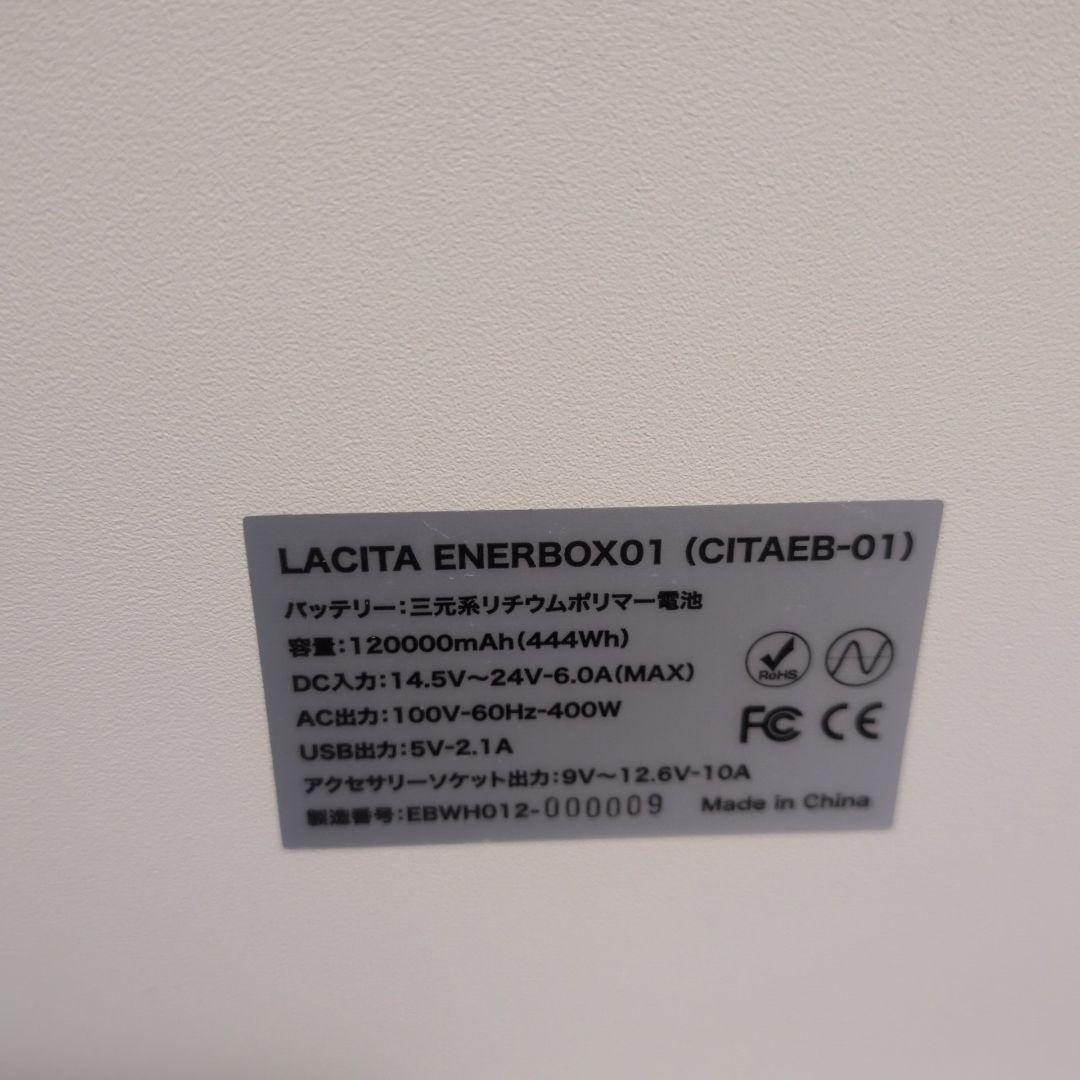 LACITA ENERBOX01 (CITAEB-01)
バッテリー:三元系リチウムポリマー電池
容量:120000mAh(444Wh)
DC入力:14.5V～24V-6.0A(MAX)
AC出力:100V-60Hz-400W
USB出力:5V-2.1A
アクセサリーソケット出力:9V～12.6V-10A
製造番号:EBWH012-000009 Made in China
RoHS
FC CE